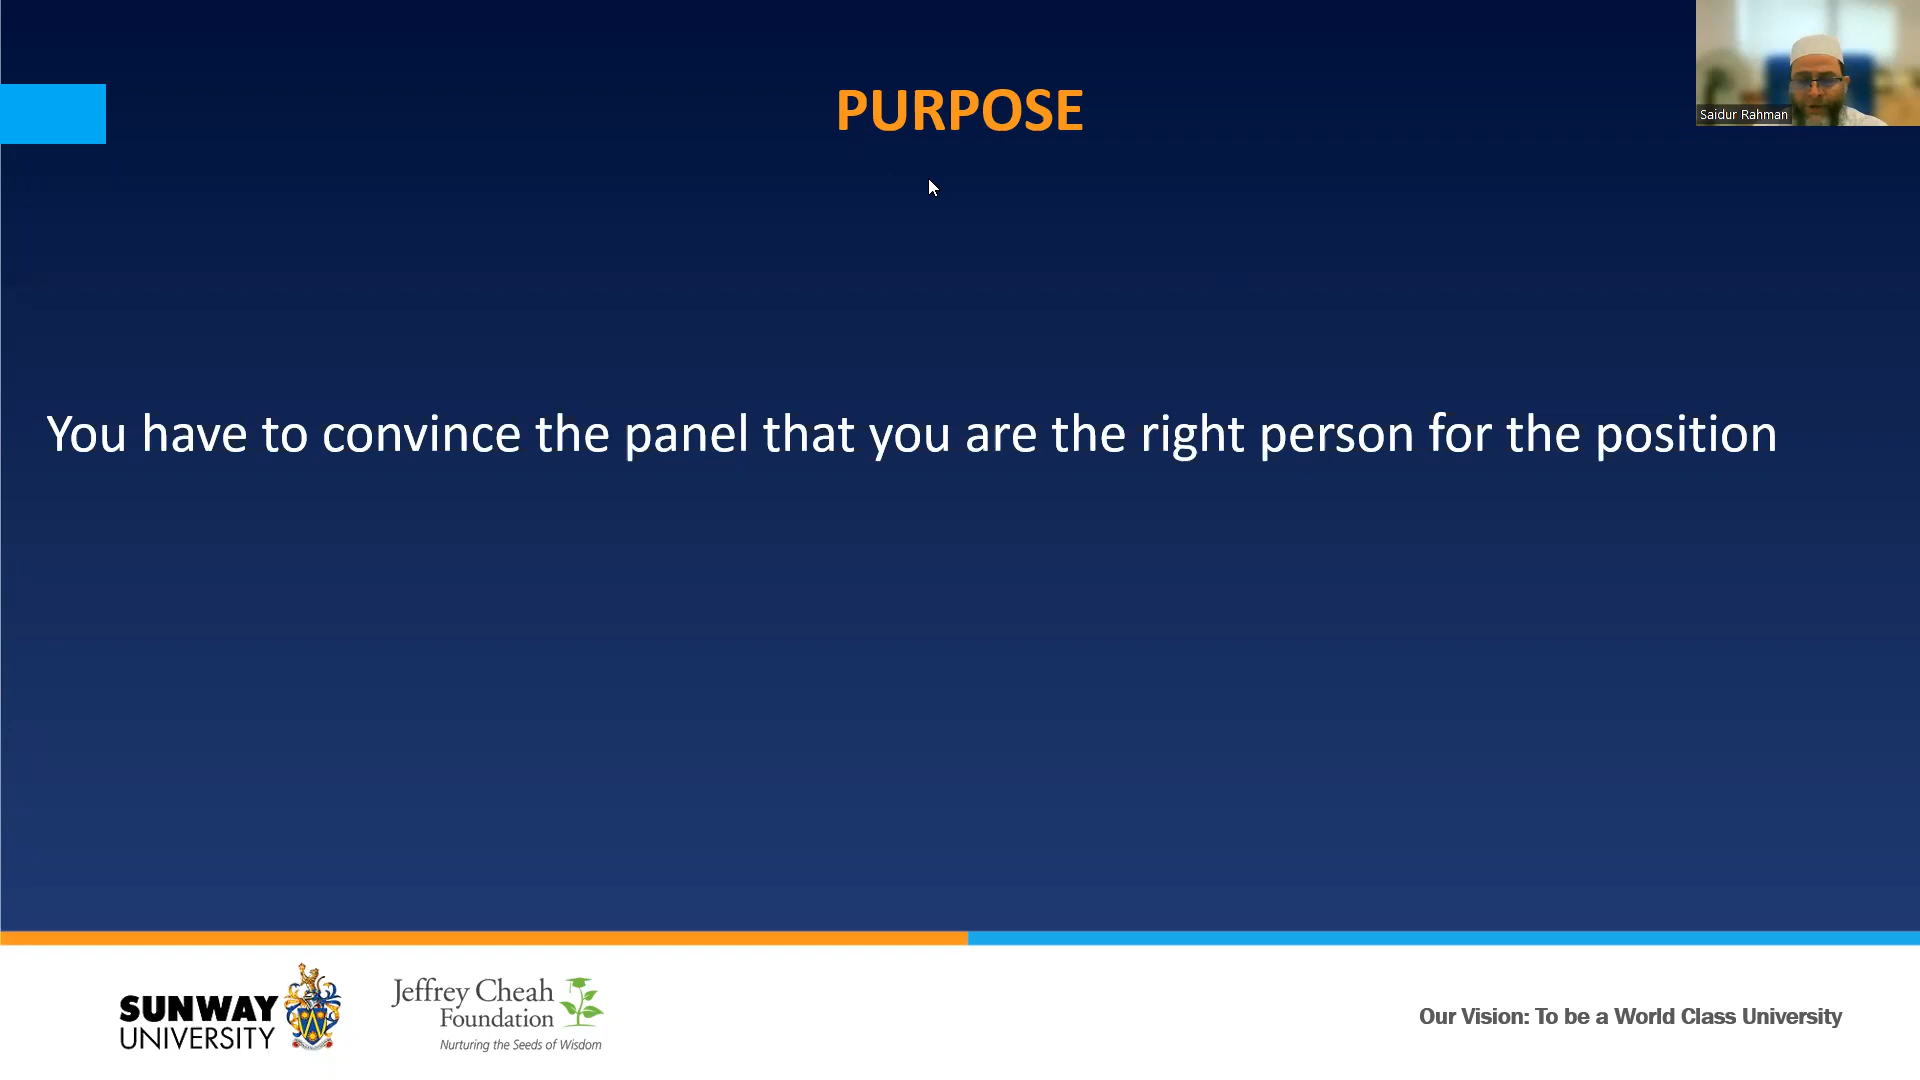 PURPOSE
Saidur Rahman
You have to convince the panel that you are the right person for the position
SUNWAY
UNIVERSITY
Jeffrey Cheah
Foundation
Nurturing the Seeds of Wisdom
Our Vision: To be a World Class University